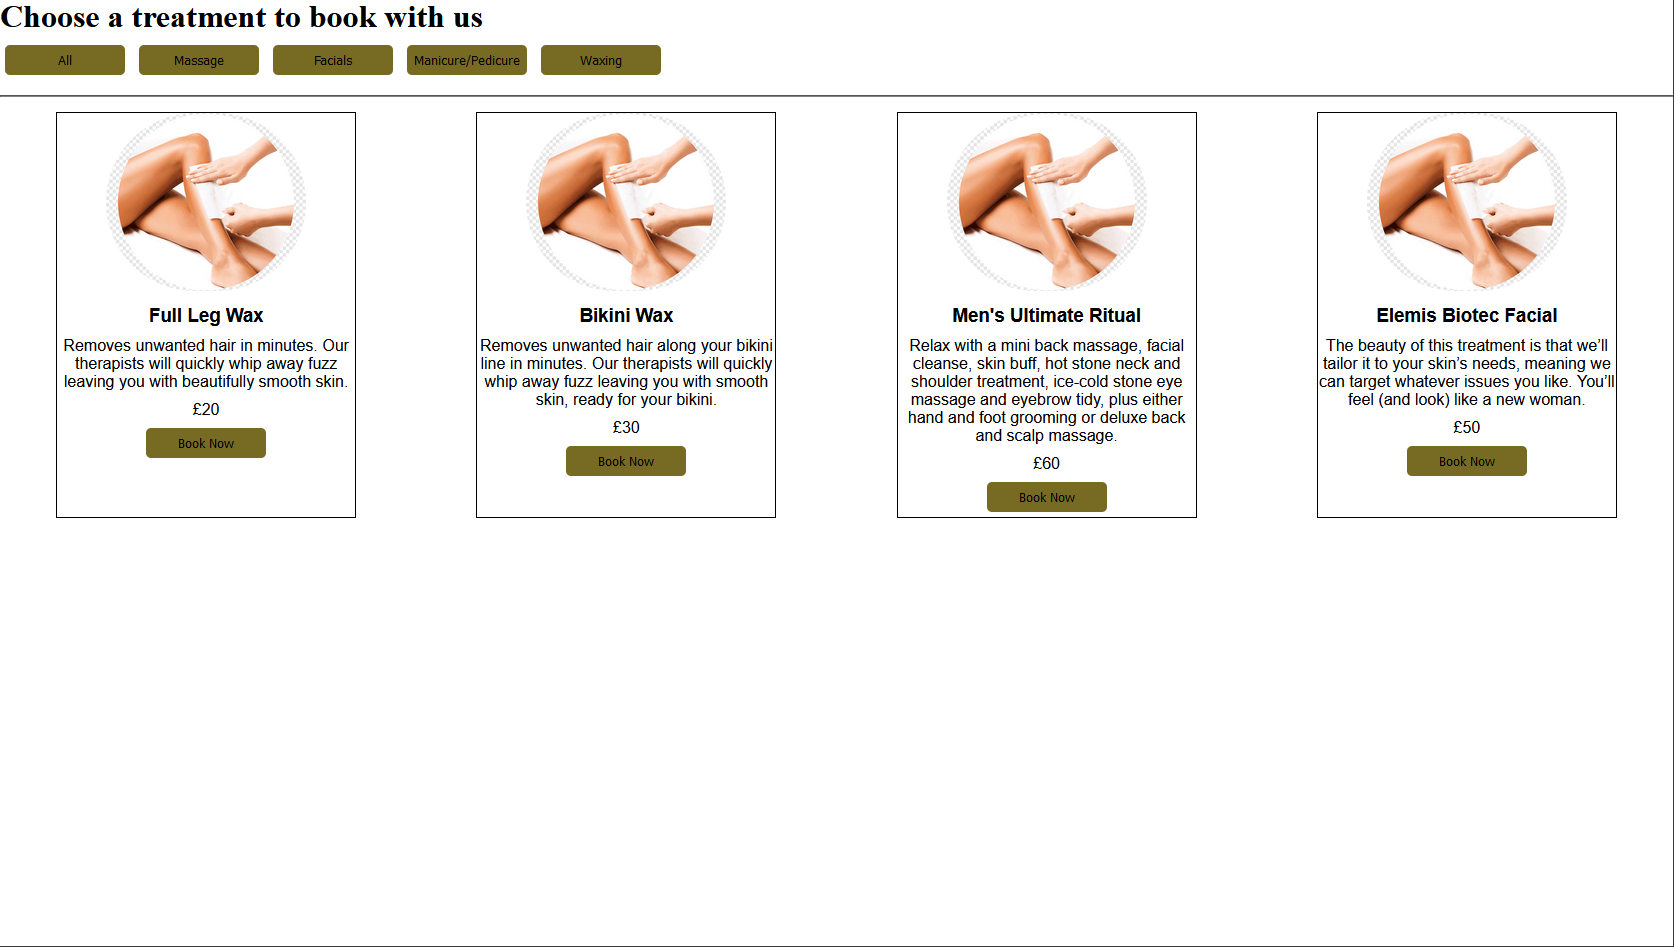 Choose a treatment to book with us
All
Massage
Facials
Manicure/Pedicure
Waxing
Full Leg Wax
Removes unwanted hair in minutes. Our
therapists will quickly whip away fuzz
leaving you with beautifully smooth skin.
£20
Book Now
Bikini Wax
Removes unwanted hair along your bikini
line in minutes. Our therapists will quickly
whip away fuzz leaving you with smooth
skin, ready for your bikini.
£30
Book Now
Men's Ultimate Ritual
Relax with a mini back massage, facial
cleanse, skin buff, hot stone neck and
shoulder treatment, ice-cold stone eye
massage and eyebrow tidy, plus either
hand and foot grooming or deluxe back
and scalp massage.
£60
Book Now
Elemis Biotec Facial
The beauty of this treatment is that we’ll
tailor it to your skin’s needs, meaning we
can target whatever issues you like. You’ll
feel (and look) like a new woman.
£50
Book Now